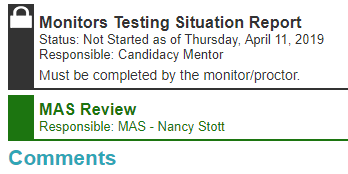 Monitors Testing Situation Report
Status: Not Started as of Thursday, April 11, 2019
Responsible: Candidacy Mentor
Must be completed by the monitor/proctor.
MAS Review
Responsible: MAS - Nancy Stott
Comments